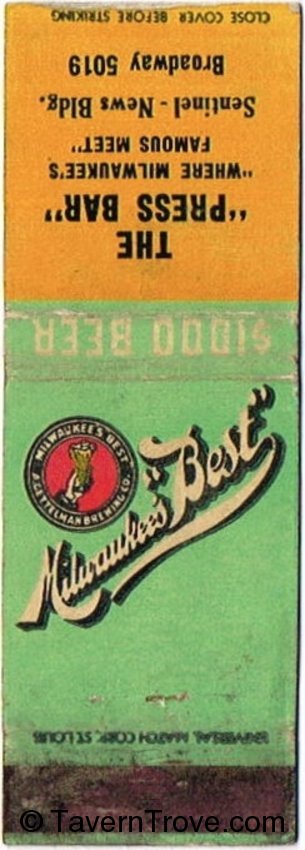 CLOSE COVER BEFORE STRIKING
THE
"PRESS BAR"
"WHERE MILWAUKEE'S
FAMOUS MEET"
Sentinel-News Bldg.
Broadway 5019
$1000 BEER
MILWAUKEE'S BEST
A. GETTELMAN BREWING CO.
Milwaukee's
"Best"
UNIVERSAL MATCH CORP. ST. LOUIS
© TavernTrove.com